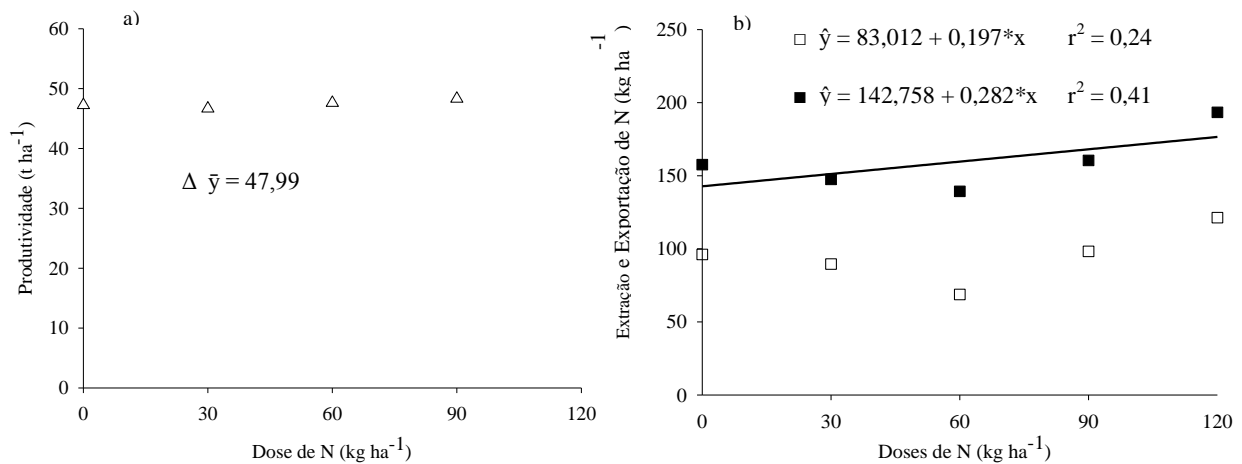 a)
60
50
40
30
20
10
0
Produtividade (t ha-1)
Δ ȳ = 47,99
0 30 60 90 120
Dose de N (kg ha-1)
b)
□ ŷ = 83,012 + 0,197*x r2 = 0,24
■ ŷ = 142,758 + 0,282*x r2 = 0,41
250
200
150
100
50
0
Extração e Exportação de N (kg ha-1)
0 30 60 90 120
Doses de N (kg ha-1)